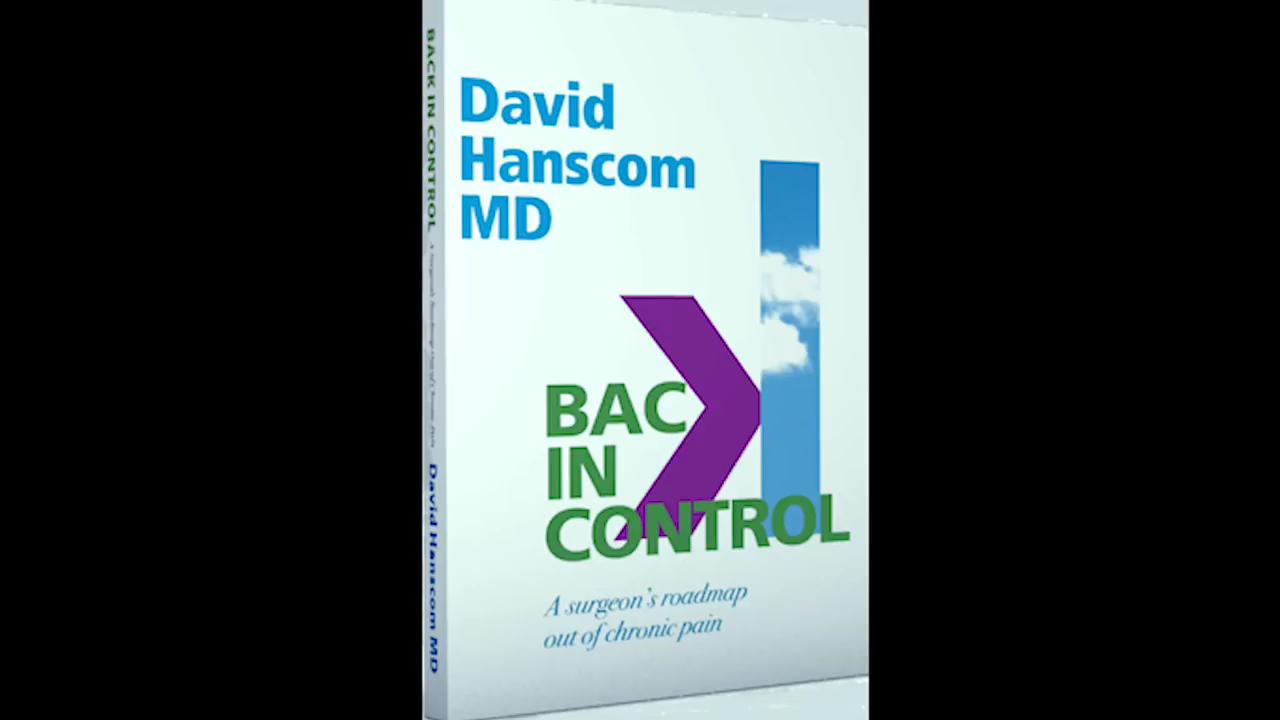 David
Hanscom
MD
BAC
IN
CONTROL
A surgeon's roadmap
out of chronic pain
BACK IN CONTROL
David Hanscom MD